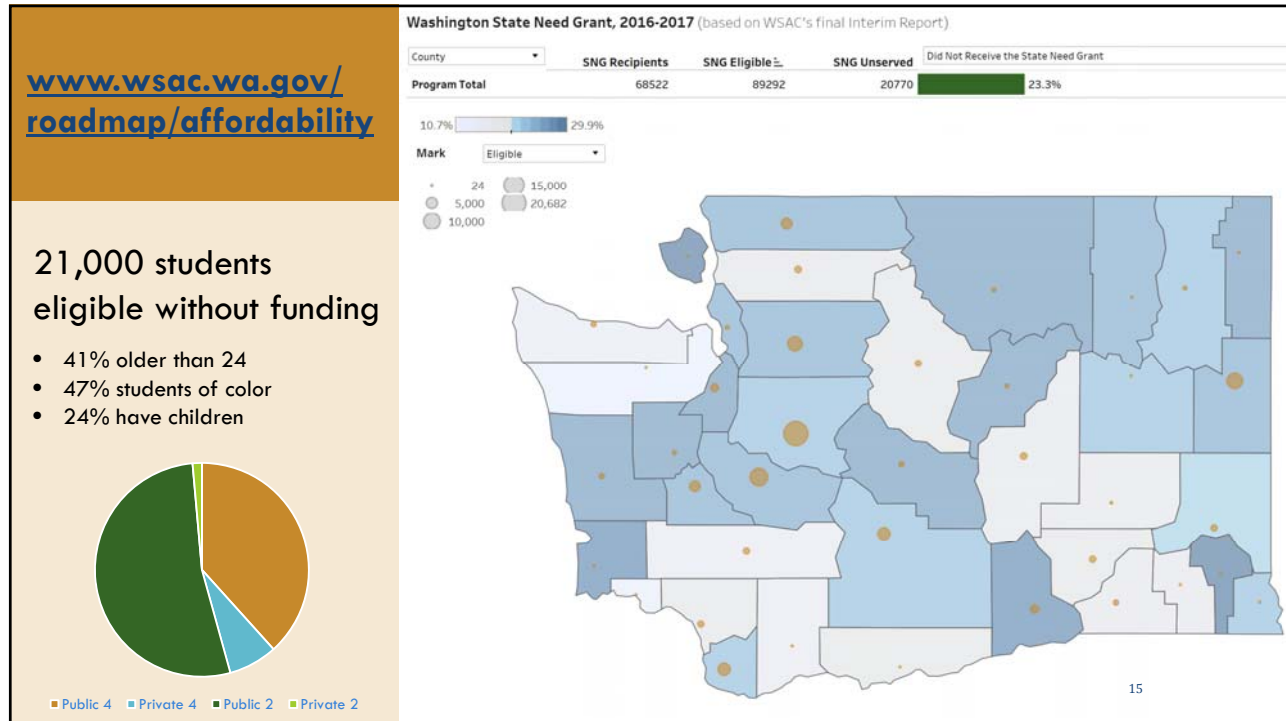 www.wsac.wa.gov/
roadmap/affordability
21,000 students
eligible without funding
• 41% older than 24
• 47% students of color
• 24% have children
Public 4 Private 4 Public 2 Private 2
Washington State Need Grant, 2016-2017 (based on WSAC's final Interim Report)
County SNG Recipients SNG Eligible SNG Unserved Did Not Receive the State Need Grant
Program Total 68522 89292 20770 23.3%
10.7% 29.9%
Mark Eligible
24 15,000
5,000 20,682
10,000
15